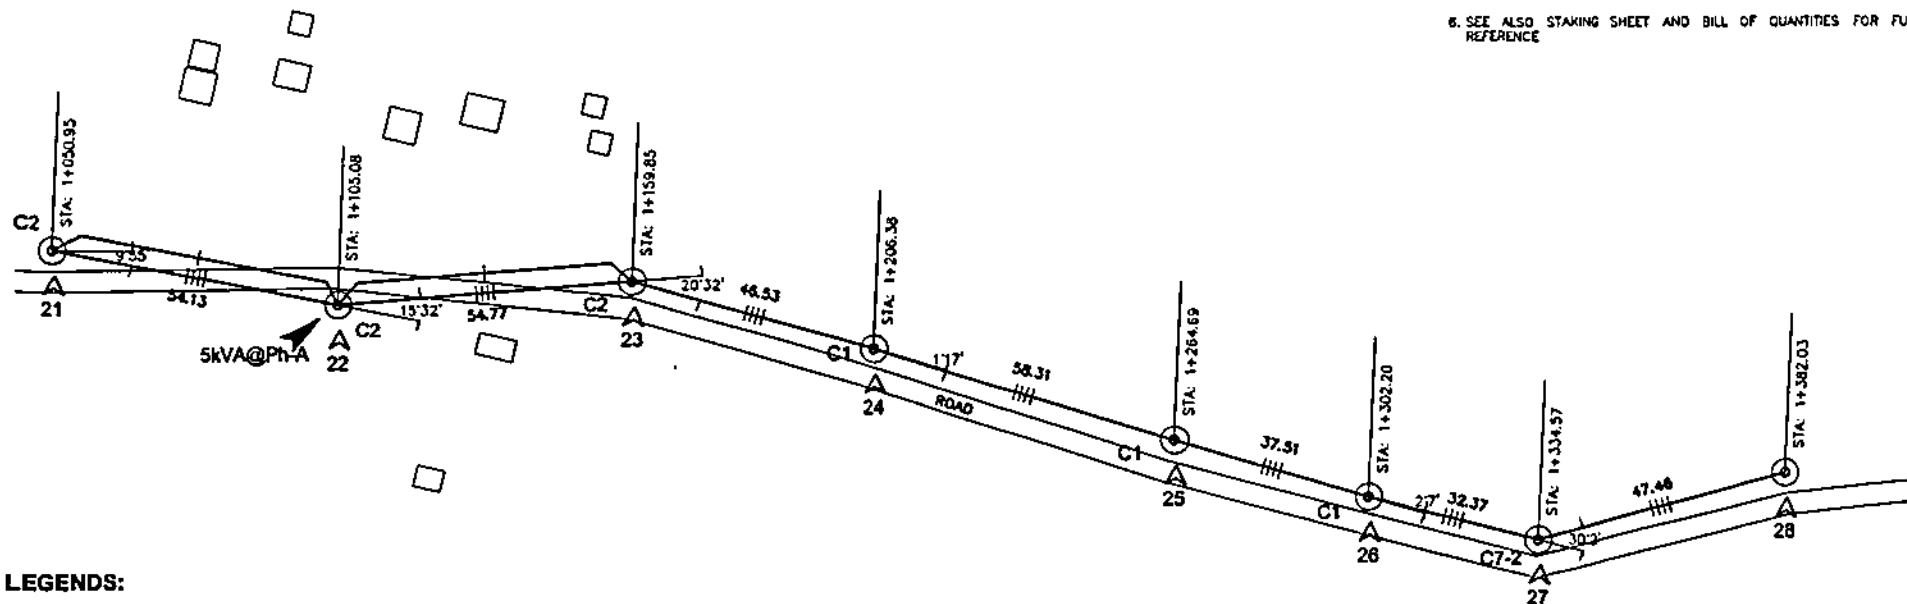 6. SEE ALSO STAKING SHEET AND BILL OF QUANTITIES FOR FU
REFERENCE
C2
STA: 1+050.95
9'35'
54.13
21
STA: 1+105.08
5kVA@Ph-A
C2
22
15'32'
54.77
STA: 1+159.85
C2
23
20'32'
46.53
STA: 1+206.38
C1
24
1'17'
58.31
ROAD
STA: 1+264.69
C1
25
37.51
STA: 1+302.20
C1
26
2'7'
32.37
STA: 1+334.57
C7-2
27
30'2'
47.46
STA: 1+382.03
28
LEGENDS: